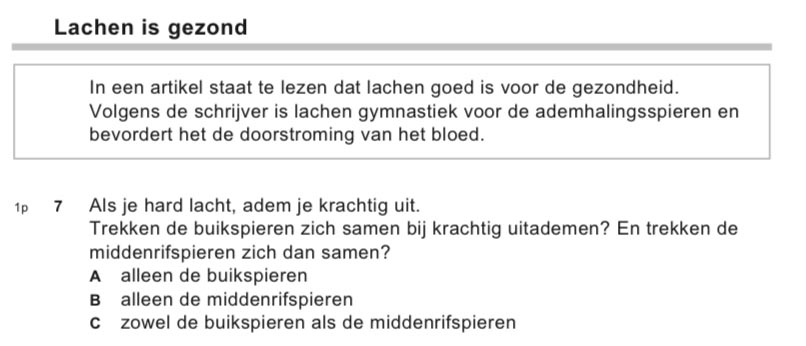 Lachen is gezond
In een artikel staat te lezen dat lachen goed is voor de gezondheid.
Volgens de schrijver is lachen gymnastiek voor de ademhalingsspieren en
bevordert het de doorstroming van het bloed.
1p 7 Als je hard lacht, adem je krachtig uit.
Trekken de buikspieren zich samen bij krachtig uitademen? En trekken de
middenrifspieren zich dan samen?
A alleen de buikspieren
B alleen de middenrifspieren
C zowel de buikspieren als de middenrifspieren